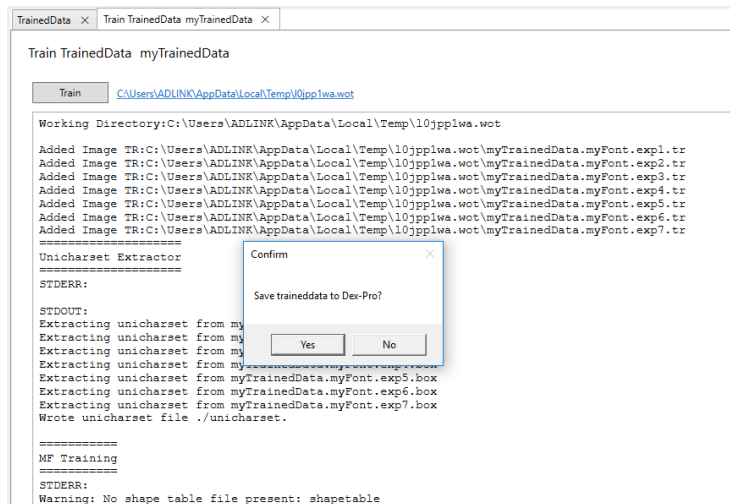 TrainedData ×
Train TrainedData myTrainedData ×
Train TrainedData myTrainedData
Train
C:\Users\ADLINK\AppData\Local\Temp\l0jpp1wa.wot
Working Directory:C:\Users\ADLINK\AppData\Local\Temp\l0jpp1wa.wot
Added Image TR:C:\Users\ADLINK\AppData\Local\Temp\l0jpp1wa.wot\myTrainedData.myFont.exp1.tr
Added Image TR:C:\Users\ADLINK\AppData\Local\Temp\l0jpp1wa.wot\myTrainedData.myFont.exp2.tr
Added Image TR:C:\Users\ADLINK\AppData\Local\Temp\l0jpp1wa.wot\myTrainedData.myFont.exp3.tr
Added Image TR:C:\Users\ADLINK\AppData\Local\Temp\l0jpp1wa.wot\myTrainedData.myFont.exp4.tr
Added Image TR:C:\Users\ADLINK\AppData\Local\Temp\l0jpp1wa.wot\myTrainedData.myFont.exp5.tr
Added Image TR:C:\Users\ADLINK\AppData\Local\Temp\l0jpp1wa.wot\myTrainedData.myFont.exp6.tr
Added Image TR:C:\Users\ADLINK\AppData\Local\Temp\l0jpp1wa.wot\myTrainedData.myFont.exp7.tr
====================
Unicharset Extractor
====================
STDERR:
STDOUT:
Extracting unicharset from my
Extracting unicharset from my
Extracting unicharset from my
Extracting unicharset from
Extracting unicharset from myTrainedData.myFont.exp5.box
Extracting unicharset from myTrainedData.myFont.exp6.box
Extracting unicharset from myTrainedData.myFont.exp7.box
Wrote unicharset file ./unicharset.
Confirm
Save traineddata to Dex-Pro?
Yes
No
===========
MF Training
===========
STDERR:
Warning: No shape table file present: shapetable